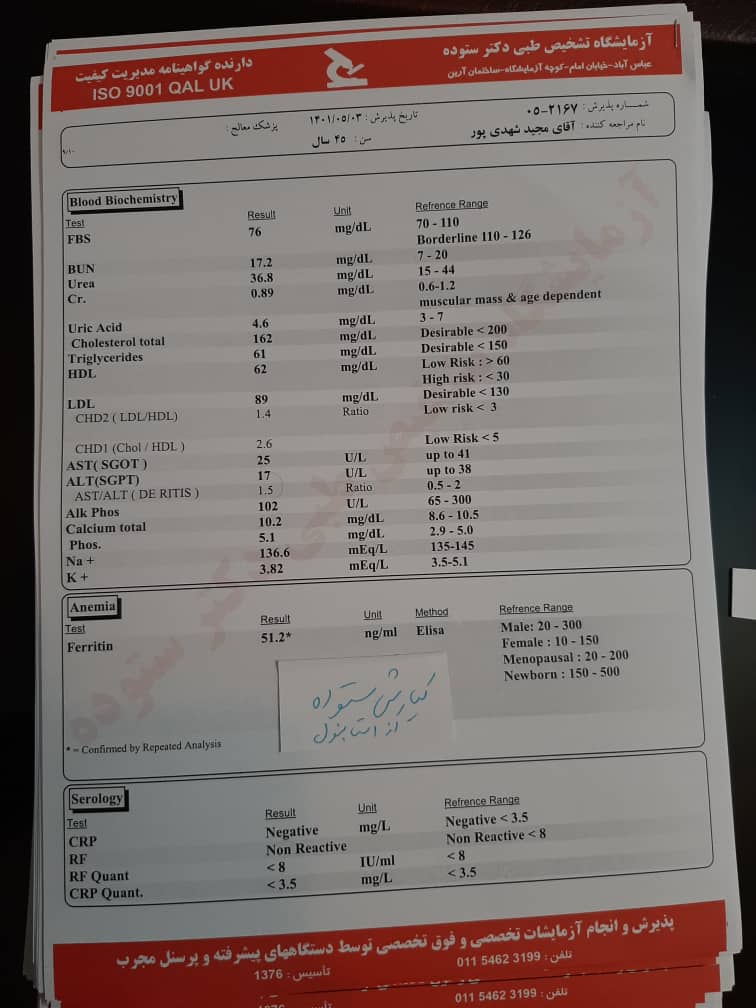 آزمایشگاه تشخیص طبی دکتر ستوده
عباس آباد-خیابان امام-کوچه آزمایشگاه-ساختمان آرین
دارنده گواهینامه مدیریت کیفیت
ISO 9001 QAL UK
شماره پذیرش : ۰۵-۲۱۶۷
تاریخ پذیرش : ۱۴۰۱/۰۵/۰۳
پزشک معالج :
نام مراجعه کننده : آقای مجید شهدی پور
سن : ۴۵ سال
۹/۱۰
Blood Biochemistry
Test Result Unit Refrence Range
FBS 76 mg/dL 70 - 110
Borderline 110 - 126
BUN 17.2 mg/dL 7 - 20
Urea 36.8 mg/dL 15 - 44
Cr. 0.89 mg/dL 0.6-1.2
muscular mass & age dependent
Uric Acid 4.6 mg/dL 3 - 7
Cholesterol total 162 mg/dL Desirable < 200
Triglycerides 61 mg/dL Desirable < 150
HDL 62 mg/dL Low Risk : > 60
High risk : < 30
LDL 89 mg/dL Desirable < 130
CHD2 ( LDL/HDL) 1.4 Ratio Low risk < 3
CHD1 (Chol / HDL ) 2.6 Low Risk < 5
AST( SGOT ) 25 U/L up to 41
ALT(SGPT) 17 U/L up to 38
AST/ALT ( DE RITIS ) 1.5 Ratio 0.5 - 2
Alk Phos 102 U/L 65 - 300
Calcium total 10.2 mg/dL 8.6 - 10.5
Phos. 5.1 mg/dL 2.9 - 5.0
Na + 136.6 mEq/L 135-145
K + 3.82 mEq/L 3.5-5.1
Anemia
Test Result Unit Method Refrence Range
Ferritin 51.2* ng/ml Elisa Male: 20 - 300
Female : 10 - 150
Menopausal : 20 - 200
Newborn : 150 - 500
کیارش ستوده
از استانبول
* = Confirmed by Repeated Analysis
Serology
Test Result Unit Refrence Range
CRP Negative mg/L Negative < 3.5
RF Non Reactive Non Reactive < 8
RF Quant < 8 IU/ml < 8
CRP Quant. < 3.5 mg/L < 3.5
آزمایشگاه تشخیص طبی دکتر ستوده
پذیرش و انجام آزمایشات تخصصی و فوق تخصصی توسط دستگاههای پیشرفته و پرسنل مجرب
تلفن : 011 5462 3199
تأسیس : 1376
تلفن : 011 5462 3199
تأسیس : 1376